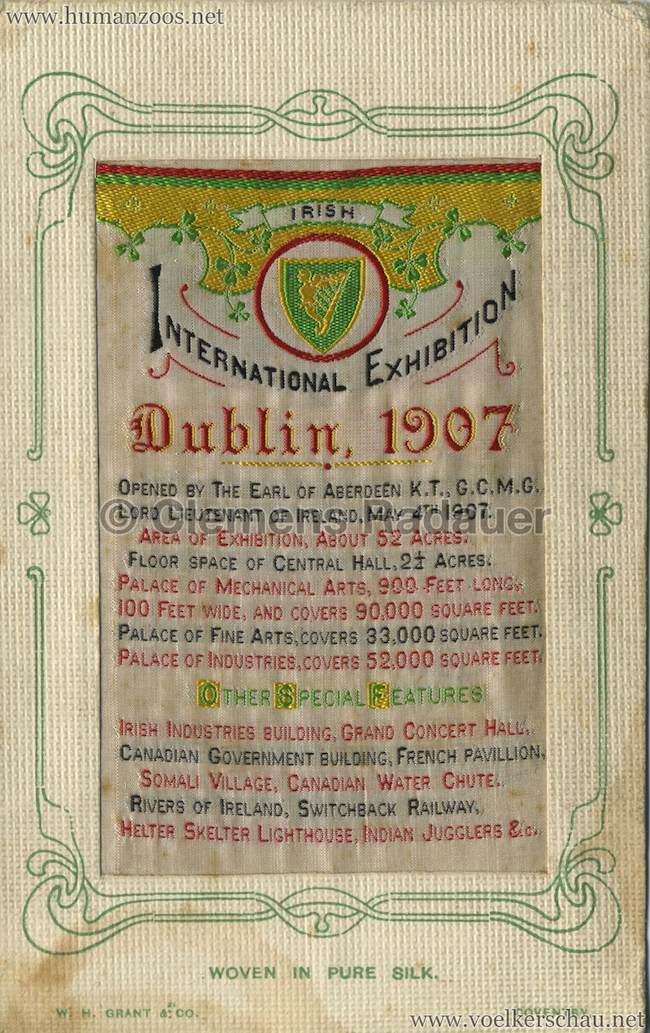 www.humanzoos.net
IRISH
INTERNATIONAL EXHIBITION
Dublin, 1907
OPENED BY THE EARL OF ABERDEEN K.T., G.C.M.G.
LORD LIEUTENANT OF IRELAND, MAY 4TH 1907.
© Clemens Radauer
AREA OF EXHIBITION, ABOUT 52 ACRES.
FLOOR SPACE OF CENTRAL HALL, 2¼ ACRES.
PALACE OF MECHANICAL ARTS, 900 FEET LONG,
100 FEET WIDE, AND COVERS 90,000 SQUARE FEET.
PALACE OF FINE ARTS, COVERS 33,000 SQUARE FEET.
PALACE OF INDUSTRIES, COVERS 52,000 SQUARE FEET.
OTHER SPECIAL FEATURES
IRISH INDUSTRIES BUILDING, GRAND CONCERT HALL,
CANADIAN GOVERNMENT BUILDING, FRENCH PAVILLION,
SOMALI VILLAGE, CANADIAN WATER CHUTE.
RIVERS OF IRELAND, SWITCHBACK RAILWAY,
HELTER SKELTER LIGHTHOUSE, INDIAN JUGGLERS &c.
WOVEN IN PURE SILK.
W. H. GRANT & CO. COVENTRY
www.voelkerschau.net